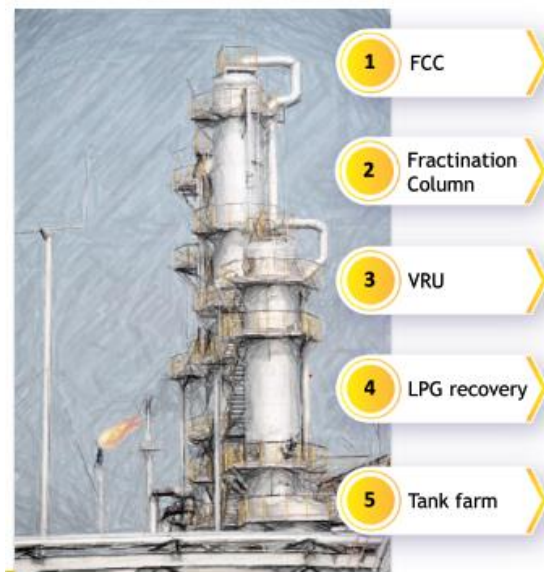 1 FCC
2 Fractination
Column
3 VRU
4 LPG recovery
5 Tank farm